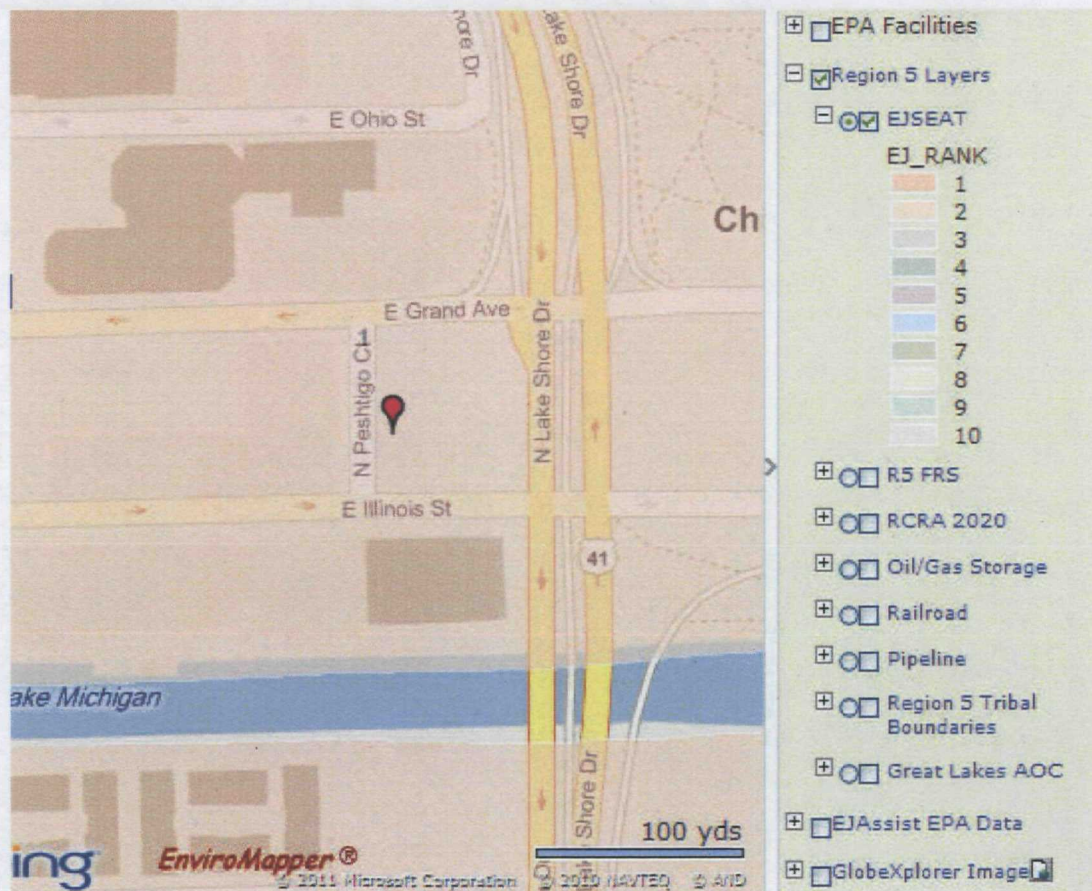 ore Dr
Lake Shore Dr
E Ohio St
Ch
E Grand Ave
1
N Peshtigo Ct
N Lake Shore Dr
E Illinois St
41
ake Michigan
Shore Dr
100 yds
ing
EnviroMapper®
© 2011 Microsoft Corporation © 2010 NAVTEQ © AND
EPA Facilities
Region 5 Layers
EJSEAT
EJ_RANK
1
2
3
4
5
6
7
8
9
10
R5 FRS
RCRA 2020
Oil/Gas Storage
Railroad
Pipeline
Region 5 Tribal
Boundaries
Great Lakes AOC
EJAssist EPA Data
GlobeXplorer Image